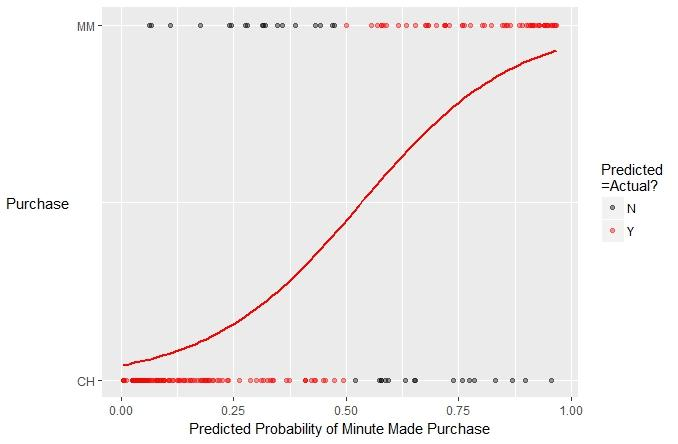 MM
Purchase
CH
0.00 0.25 0.50 0.75 1.00
Predicted Probability of Minute Made Purchase
Predicted
=Actual?
N
Y